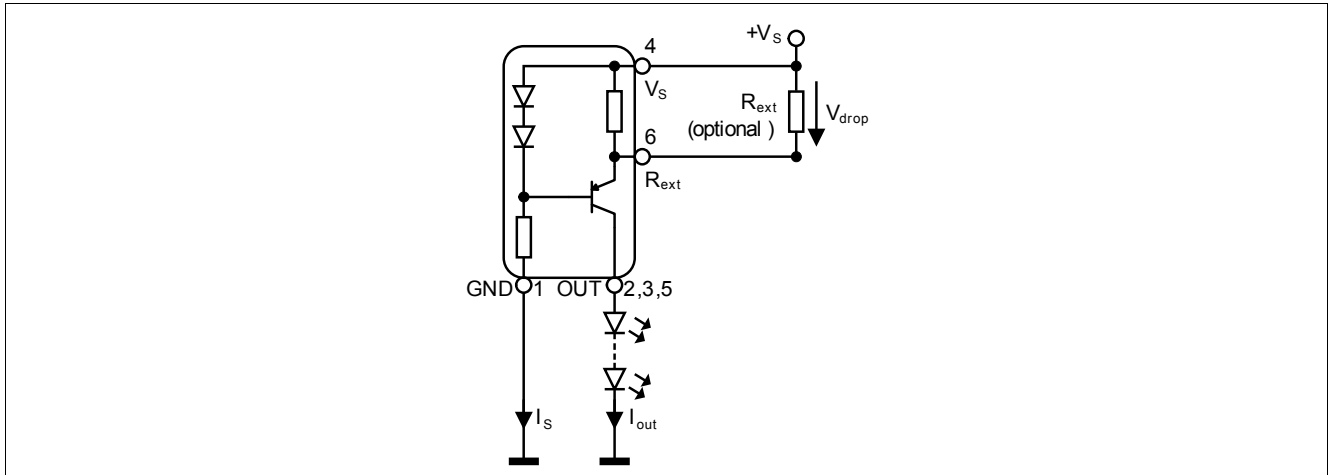 +VS
4
VS
Rext
(optional )
Vdrop
6
Rext
GND 1 OUT 2,3,5
IS
Iout